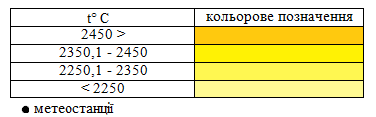 t° C кольорове позначення
2450 >
2350,1 - 2450
2250,1 - 2350
< 2250
метеостанції